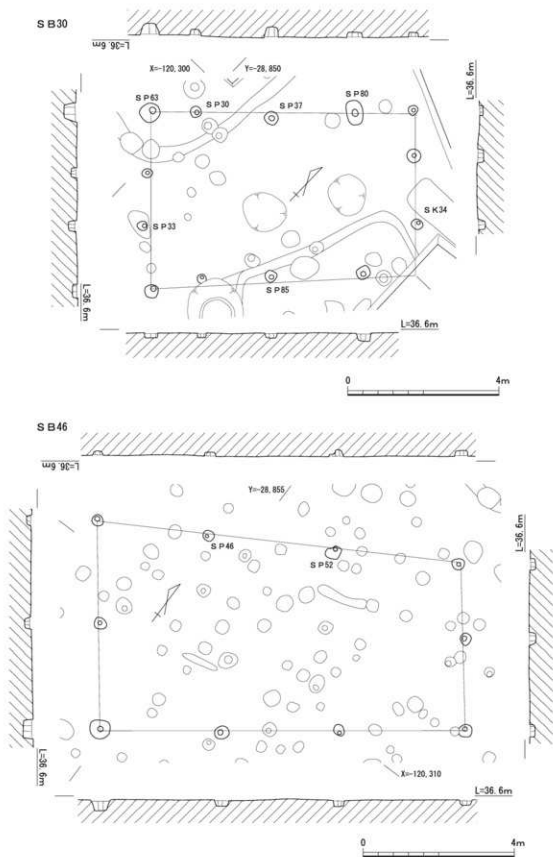 SB30
L=36.6m
X=-120,300
Y=-28,850
L=36.6m
SP63
SP30
SP37
SP80
SP33
SK34
SP85
L=36.6m
L=36.6m
0
4m
SB46
L=36.6m
Y=-28,855
L=36.6m
SP46
SP52
X=-120,310
L=36.6m
L=36.6m
0
4m